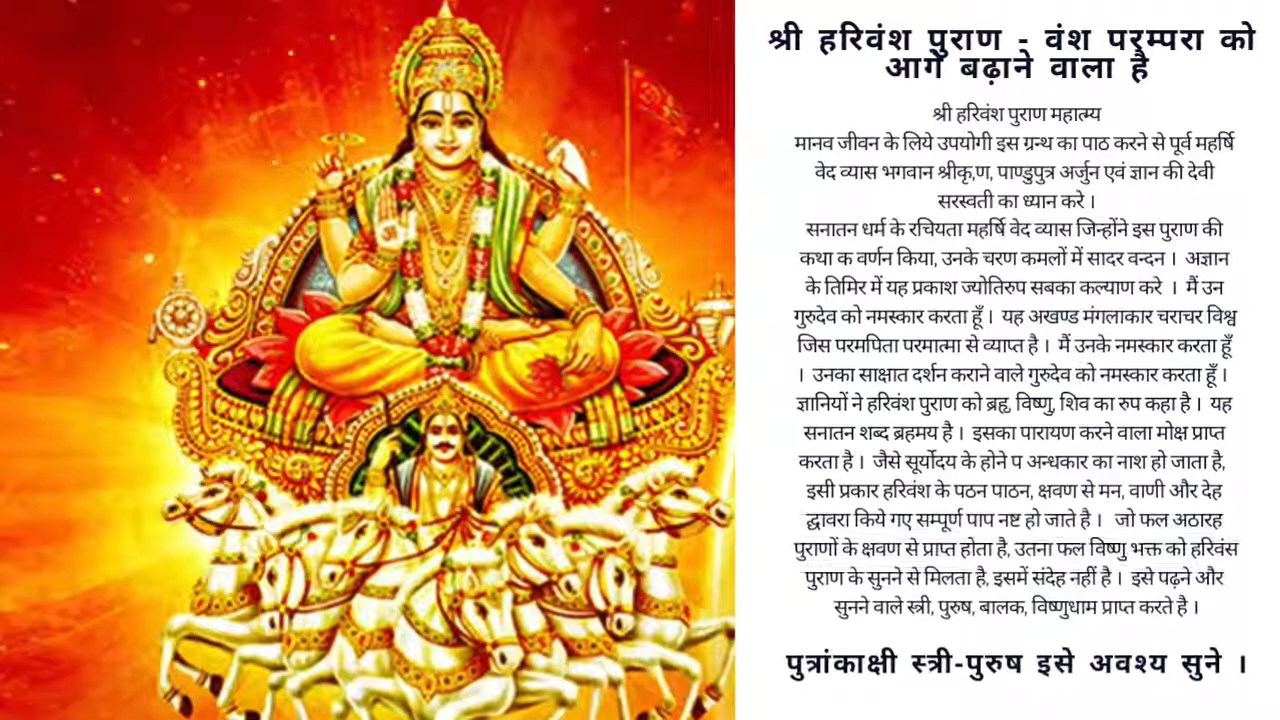 श्री हरिवंश पुराण - वंश परम्परा को
आगे बढ़ाने वाला है
श्री हरिवंश पुराण महात्म्य
मानव जीवन के लिये उपयोगी इस ग्रन्थ का पाठ करने से पूर्व महर्षि
वेद व्यास भगवान श्रीकृ,ण, पाण्डुपुत्र अर्जुन एवं ज्ञान की देवी
सरस्वती का ध्यान करे ।
सनातन धर्म के रचियता महर्षि वेद व्यास जिन्होंने इस पुराण की
कथा क वर्णन किया, उनके चरण कमलों में सादर वन्दन । अज्ञान
के तिमिर में यह प्रकाश ज्योतिरुप सबका कल्याण करे । मैं उन
गुरुदेव को नमस्कार करता हूँ । यह अखण्ड मंगलाकार चराचर विश्व
जिस परमपिता परमात्मा से व्याप्त है । मैं उनके नमस्कार करता हूँ
। उनका साक्षात दर्शन कराने वाले गुरुदेव को नमस्कार करता हूँ ।
ज्ञानियों ने हरिवंश पुराण को ब्रह्, विष्णु, शिव का रुप कहा है । यह
सनातन शब्द ब्रहमय है । इसका पारायण करने वाला मोक्ष प्राप्त
करता है । जैसे सूर्योदय के होने प अन्धकार का नाश हो जाता है,
इसी प्रकार हरिवंश के पठन पाठन, क्षवण से मन, वाणी और देह
द्वावरा किये गए सम्पूर्ण पाप नष्ट हो जाते है । जो फल अठारह
पुराणों के क्षवण से प्राप्त होता है, उतना फल विष्णु भक्त को हरिवंस
पुराण के सुनने से मिलता है, इसमें संदेह नहीं है । इसे पढ़ने और
सुनने वाले स्त्री, पुरुष, बालक, विष्णुधाम प्राप्त करते है ।
पुत्रांकाक्षी स्त्री-पुरुष इसे अवश्य सुने ।